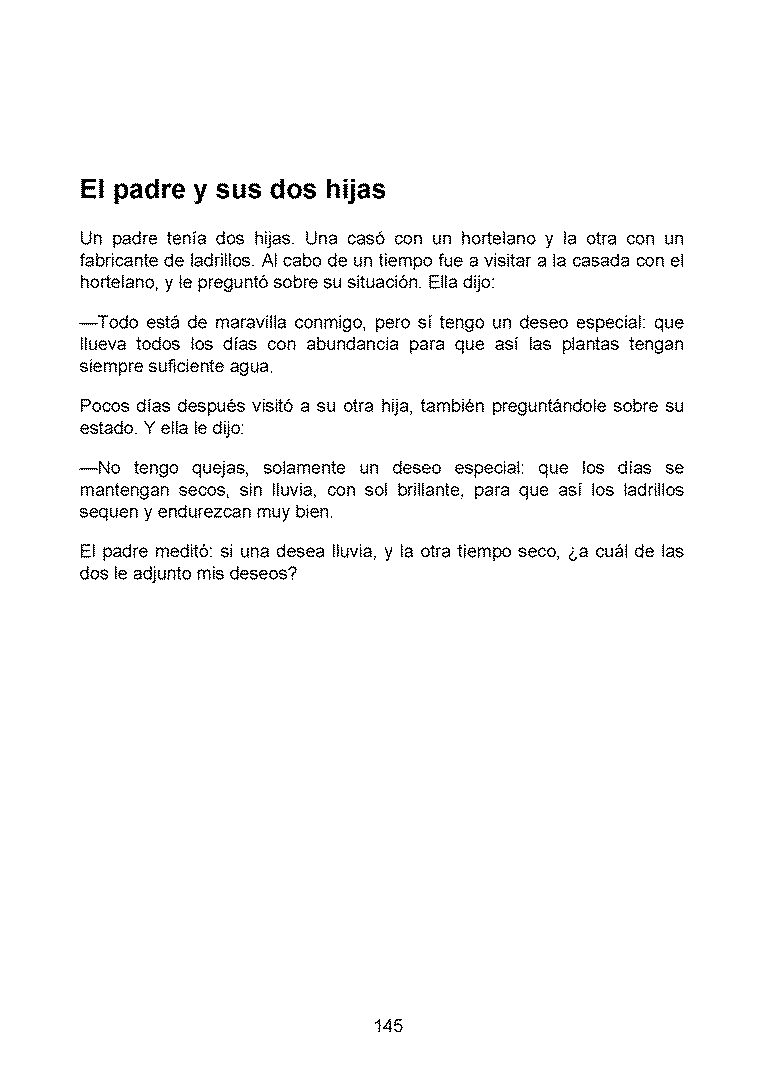 El padre y sus dos hijas
Un padre tenía dos hijas. Una casó con un hortelano y la otra con un
fabricante de ladrillos. Al cabo de un tiempo fue a visitar a la casada con el
hortelano, y le preguntó sobre su situación. Ella dijo:
—Todo está de maravilla conmigo, pero sí tengo un deseo especial: que
llueva todos los días con abundancia para que así las plantas tengan
siempre suficiente agua.
Pocos días después visitó a su otra hija, también preguntándole sobre su
estado. Y ella le dijo:
—No tengo quejas, solamente un deseo especial: que los días se
mantengan secos, sin lluvia, con sol brillante, para que así los ladrillos
sequen y endurezcan muy bien.
El padre meditó: si una desea lluvia, y la otra tiempo seco, ¿a cuál de las
dos le adjunto mis deseos?
145